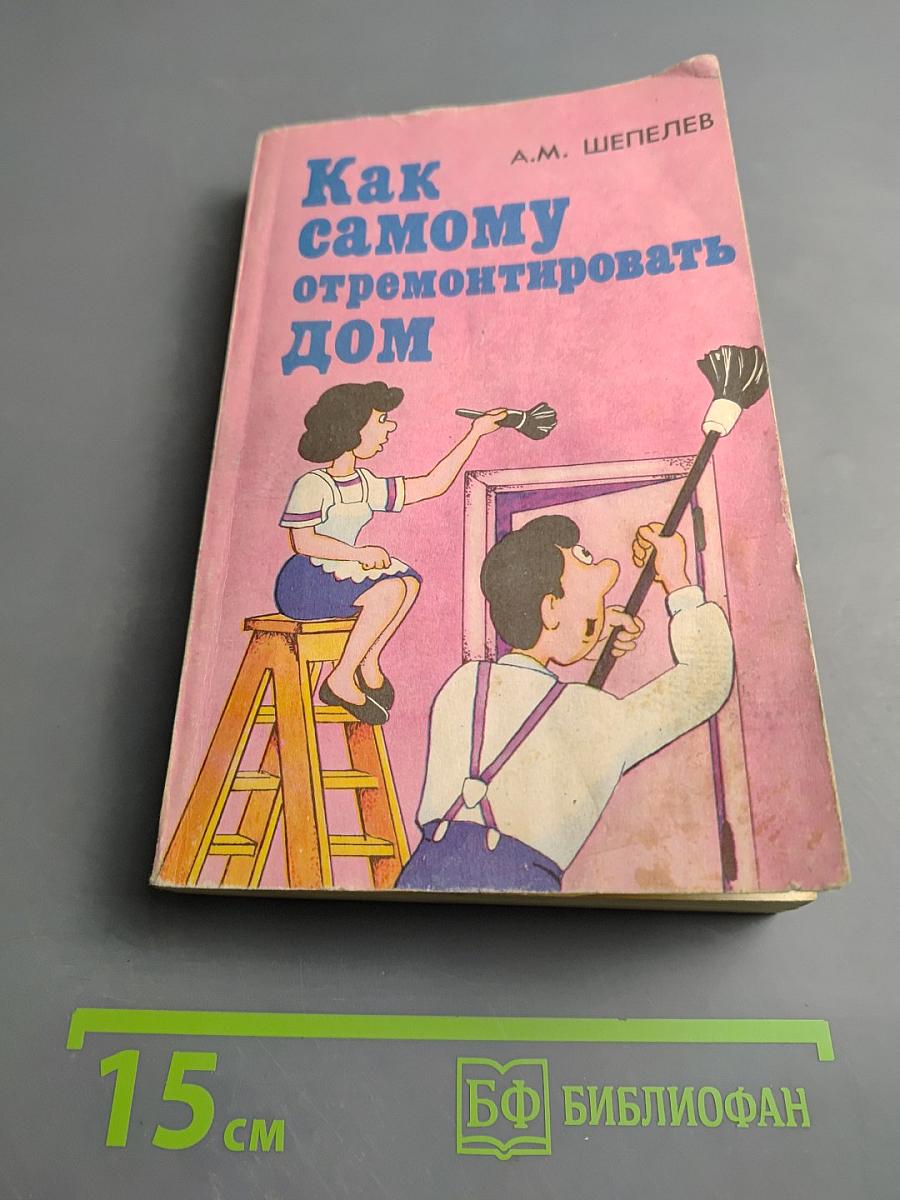 А.М. ШЕПЕЛЕВ
Как
самому
отремонтировать
дом
15 см
БФ БИБЛИОФАН